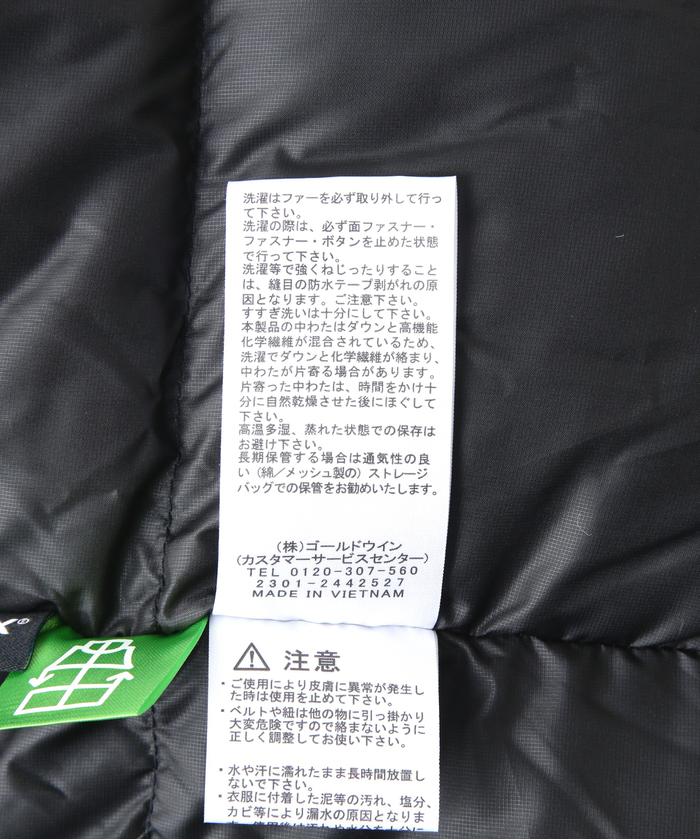 洗濯はファーを必ず取り外して行っ
て下さい。
洗濯の際は、必ず面ファスナー・
ファスナー・ボタンを止めた状態
で行って下さい。
洗濯等で強くねじったりすること
は、縫目の防水テープ剥がれの原
因となります。ご注意下さい。
すすぎ洗いは十分にして下さい。
本製品の中わたはダウンと高機能
化学繊維が混合されているため、
洗濯でダウンと化学繊維が絡まり、
中わたが片寄る場合があります。
片寄った中わたは、時間をかけ十
分に自然乾燥させた後にほぐして
下さい。
高温多湿、蒸れた状態での保存は
お避け下さい。
長期保管する場合は通気性の良
い（綿／メッシュ製の）ストレージ
バッグでの保管をお勧めいたします。
（株）ゴールドウイン
（カスタマーサービスセンター）
TEL 0120-307-560
2301-2442527
MADE IN VIETNAM
X®
注意
・ご使用により皮膚に異常が発生し
た時は使用を止めて下さい。
・ベルトや紐は他の物に引っ掛かり
大変危険ですので絡まないように
正しく調整してお使い下さい。
・水や汗に濡れたまま長時間放置し
ないで下さい。
・衣服に付着した泥等の汚れ、塩分、
カビ等により漏水の原因となりま
す。使用後は汚れや水分を十分に